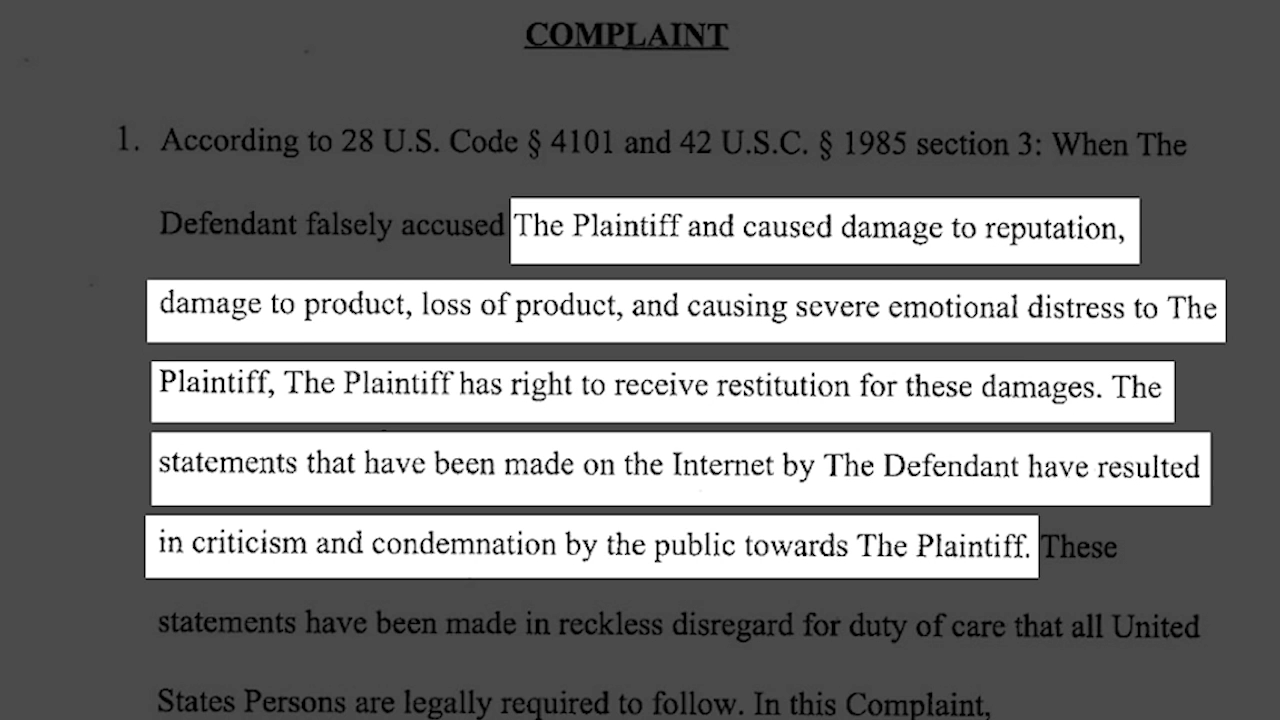 COMPLAINT
1. According to 28 U.S. Code § 4101 and 42 U.S.C. § 1985 section 3: When The
Defendant falsely accused The Plaintiff and caused damage to reputation,
damage to product, loss of product, and causing severe emotional distress to The
Plaintiff, The Plaintiff has right to receive restitution for these damages. The
statements that have been made on the Internet by The Defendant have resulted
in criticism and condemnation by the public towards The Plaintiff. These
statements have been made in reckless disregard for duty of care that all United
States Persons are legally required to follow. In this Complaint,